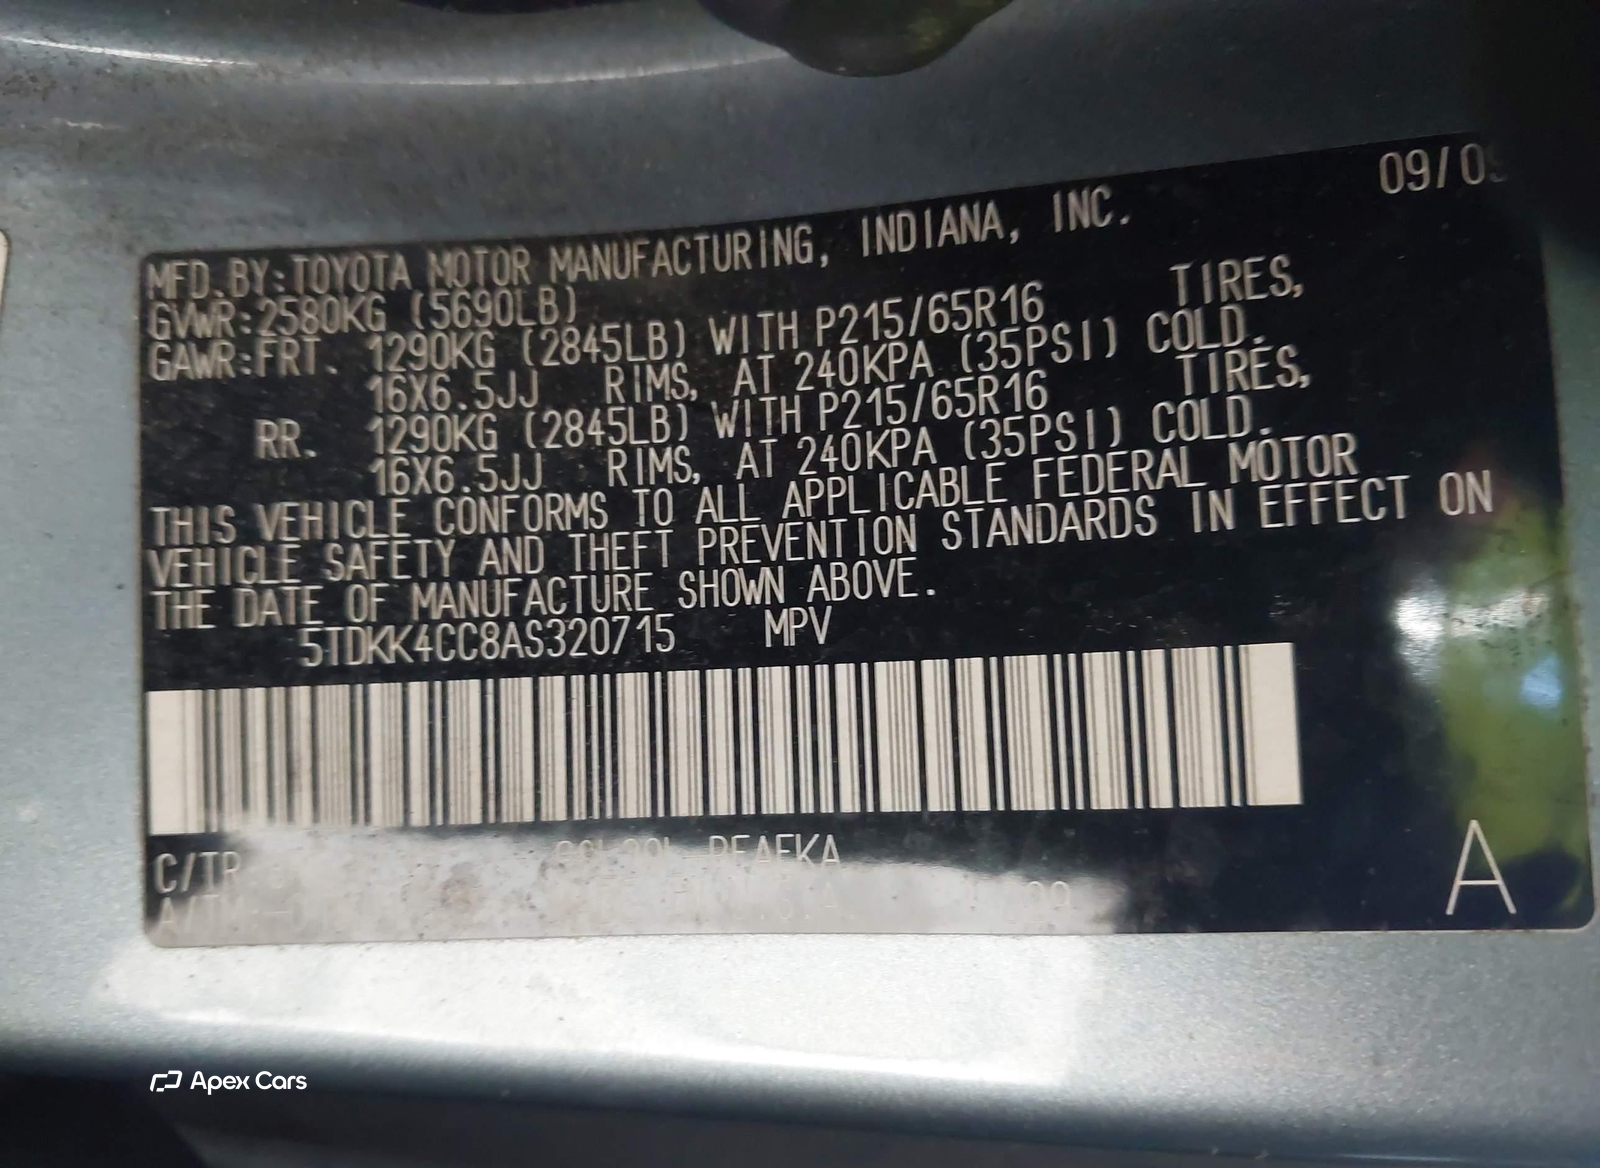 09/09
MFD.BY:TOYOTA MOTOR MANUFACTURING, INDIANA, INC.
GVWR:2580KG (5690LB)
GAWR:FRT. 1290KG (2845LB) WITH P215/65R16 TIRES,
16X6.5JJ RIMS, AT 240KPA (35PSI) COLD.
RR. 1290KG (2845LB) WITH P215/65R16 TIRES,
16X6.5JJ RIMS, AT 240KPA (35PSI) COLD.
THIS VEHICLE CONFORMS TO ALL APPLICABLE FEDERAL MOTOR
VEHICLE SAFETY AND THEFT PREVENTION STANDARDS IN EFFECT ON
THE DATE OF MANUFACTURE SHOWN ABOVE.
5TDKK4CC8AS320715 MPV
C/TR
A
Apex Cars